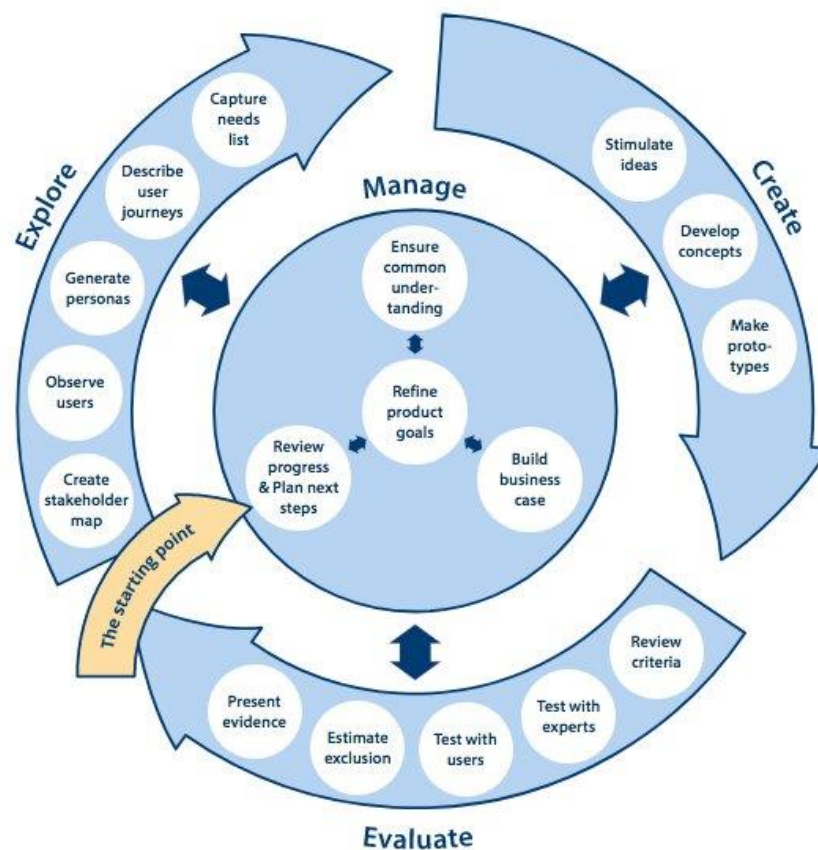 Explore
Capture
needs
list
Describe
user
journeys
Generate
personas
Observe
users
Create
stakeholder
map
The starting point
Manage
Ensure
common
under-
tanding
Refine
product
goals
Review
progress
& Plan next
steps
Build
business
case
Create
Stimulate
ideas
Develop
concepts
Make
proto-
types
Review
criteria
Test with
experts
Test with
users
Estimate
exclusion
Present
evidence
Evaluate